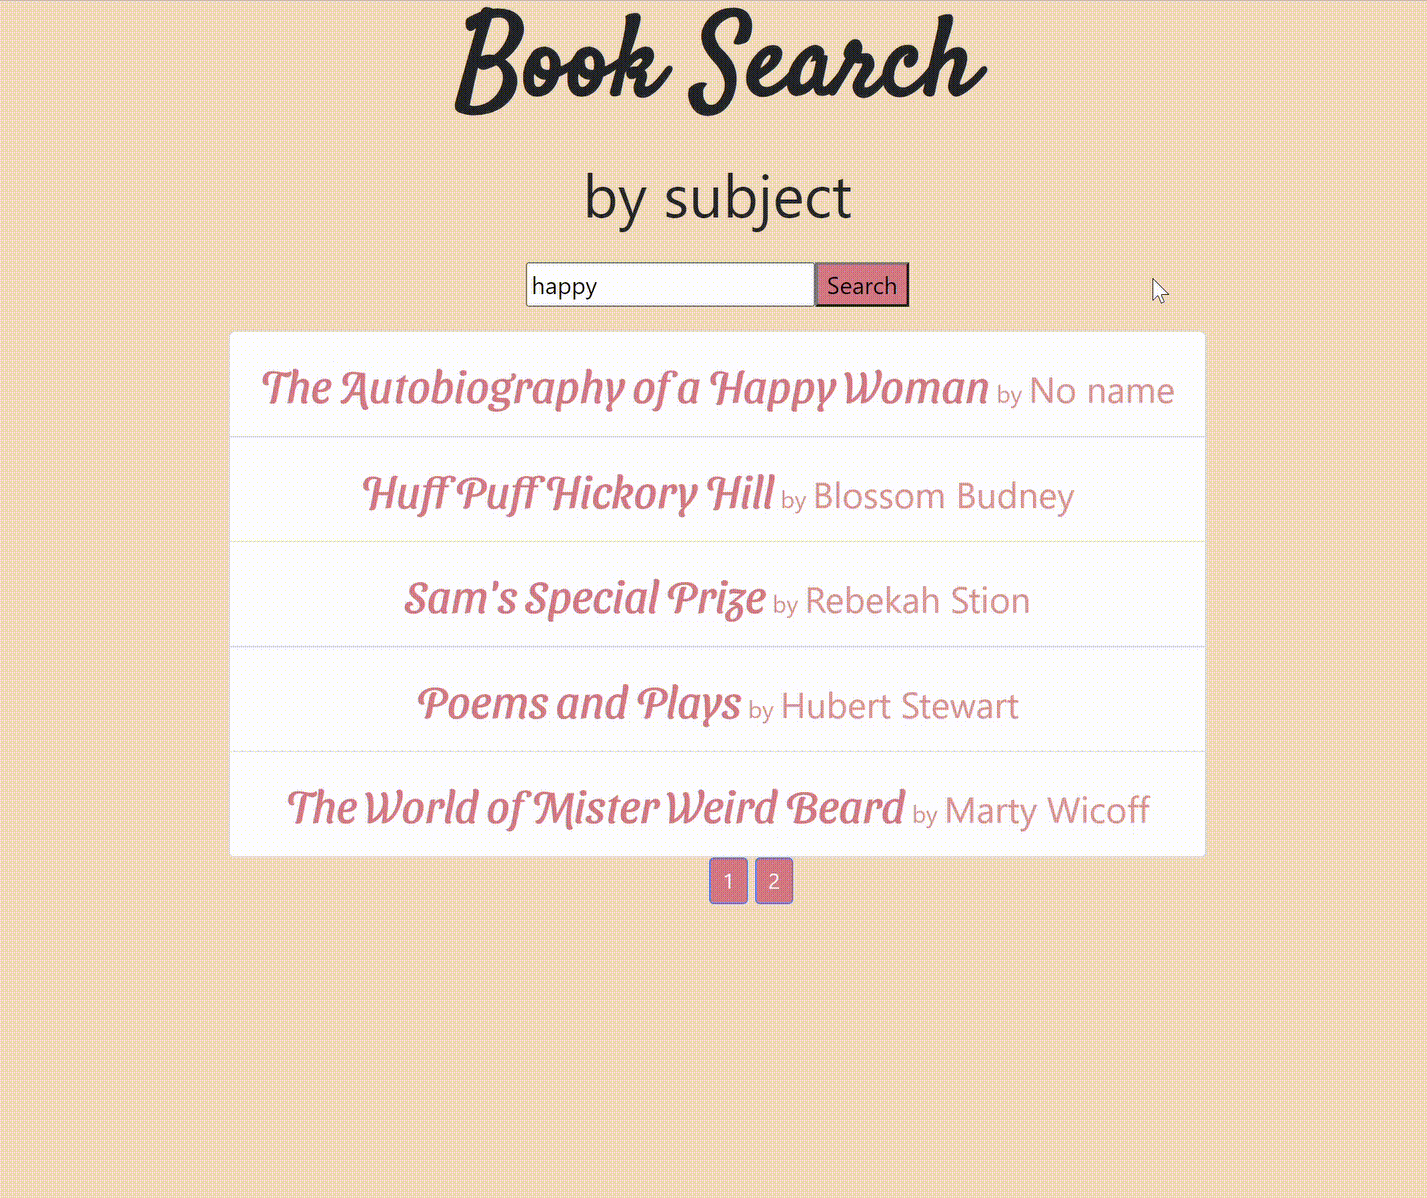 Book Search
by subject
happy Search
The Autobiography of a Happy Woman by No name
Huff Puff Hickory Hill by Blossom Budney
Sam's Special Prize by Rebekah Stion
Poems and Plays by Hubert Stewart
The World of Mister Weird Beard by Marty Wicoff
1 2